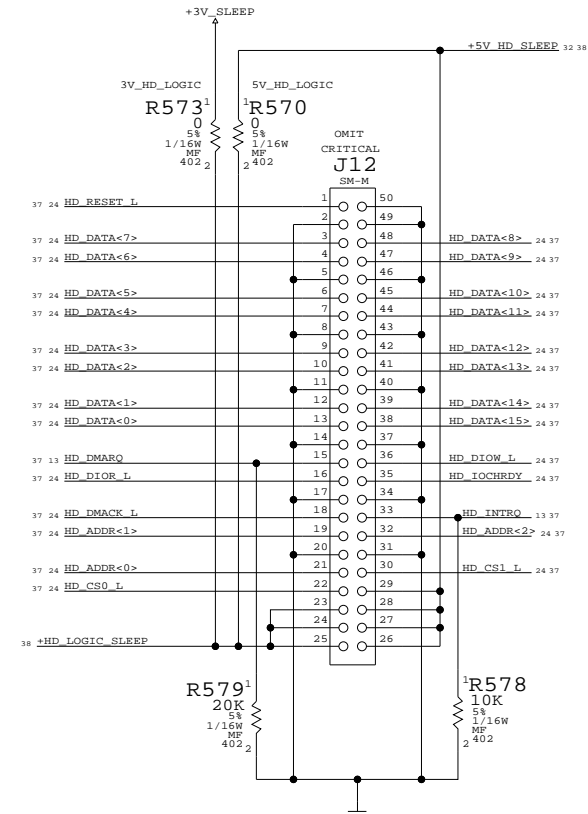 +3V_SLEEP
+5V_HD_SLEEP 32 38
3V_HD_LOGIC 5V_HD_LOGIC
R573 1
0
5%
1/16W
MF
402 2
1 R570
0
5%
1/16W
MF
2 402
OMIT
CRITICAL
J12
SM-M
37 24 HD_RESET_L 1 50
2 49
37 24 HD_DATA<7> 3 48 HD_DATA<8> 24 37
37 24 HD_DATA<6> 4 47 HD_DATA<9> 24 37
5 46
37 24 HD_DATA<5> 6 45 HD_DATA<10> 24 37
37 24 HD_DATA<4> 7 44 HD_DATA<11> 24 37
8 43
37 24 HD_DATA<3> 9 42 HD_DATA<12> 24 37
37 24 HD_DATA<2> 10 41 HD_DATA<13> 24 37
11 40
37 24 HD_DATA<1> 12 39 HD_DATA<14> 24 37
37 24 HD_DATA<0> 13 38 HD_DATA<15> 24 37
14 37
37 13 HD_DMARQ 15 36 HD_DIOW_L 24 37
37 24 HD_DIOR_L 16 35 HD_IOCHRDY 24 37
17 34
37 24 HD_DMACK_L 18 33 HD_INTRQ 13 37
37 24 HD_ADDR<1> 19 32 HD_ADDR<2> 24 37
20 31
37 24 HD_ADDR<0> 21 30 HD_CS1_L 24 37
37 24 HD_CS0_L 22 29
23 28
24 27
38 +HD_LOGIC_SLEEP 25 26
R579 1
20K
5%
1/16W
MF
402 2
1 R578
10K
5%
1/16W
MF
2 402